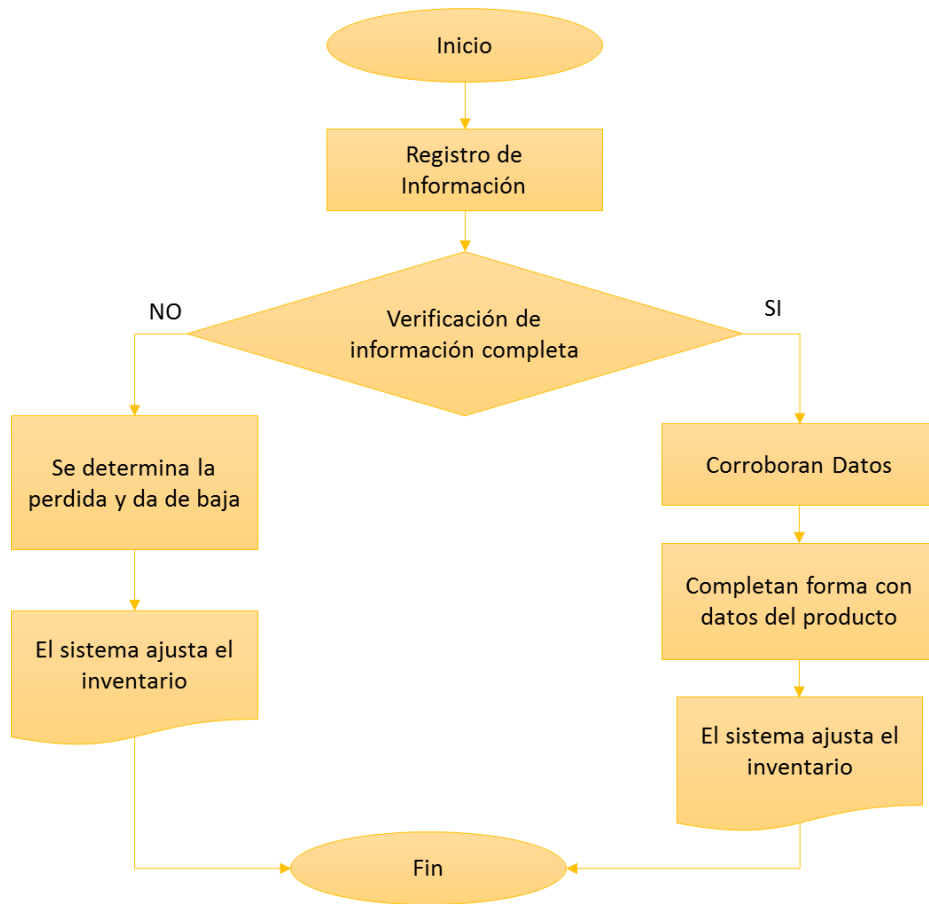 Inicio
Registro de
Información
Verificación de
información completa
NO
SI
Se determina la
perdida y da de baja
El sistema ajusta el
inventario
Corroboran Datos
Completan forma con
datos del producto
El sistema ajusta el
inventario
Fin